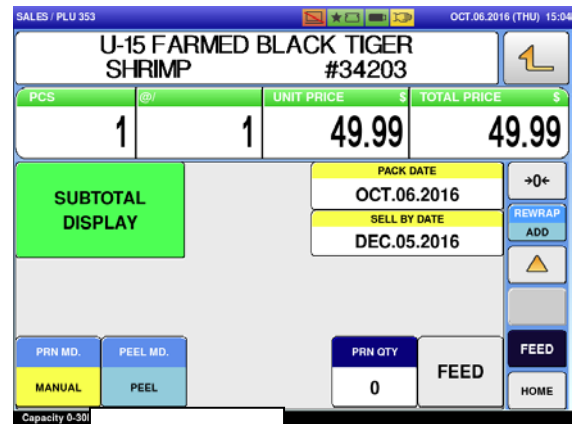 SALES / PLU 353 OCT.06.2016 (THU) 15:04
U-15 FARMED BLACK TIGER
SHRIMP #34203
PCS @/ UNIT PRICE $ TOTAL PRICE $
1 1 49.99 49.99
SUBTOTAL
DISPLAY
PACK DATE
OCT.06.2016
SELL BY DATE
DEC.05.2016
→0←
REWRAP
ADD
PRN MD. PEEL MD. PRN QTY FEED FEED
MANUAL PEEL 0 HOME
Capacity